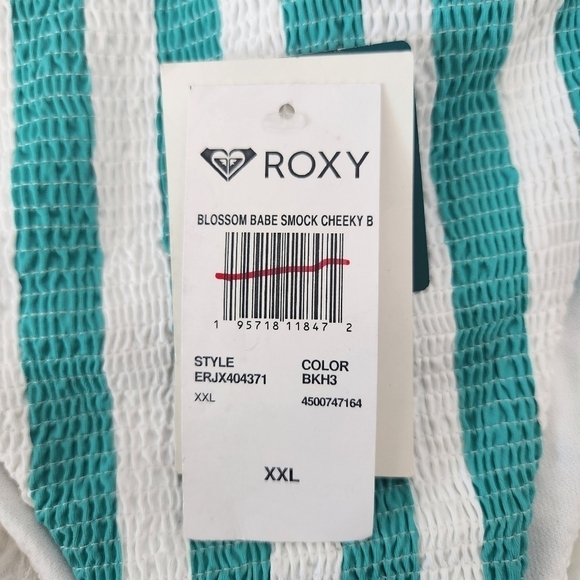 ROXY
BLOSSOM BABE SMOCK CHEEKY B
1 95718 11847 2
STYLE COLOR
ERJX404371 BKH3
XXL 4500747164
XXL